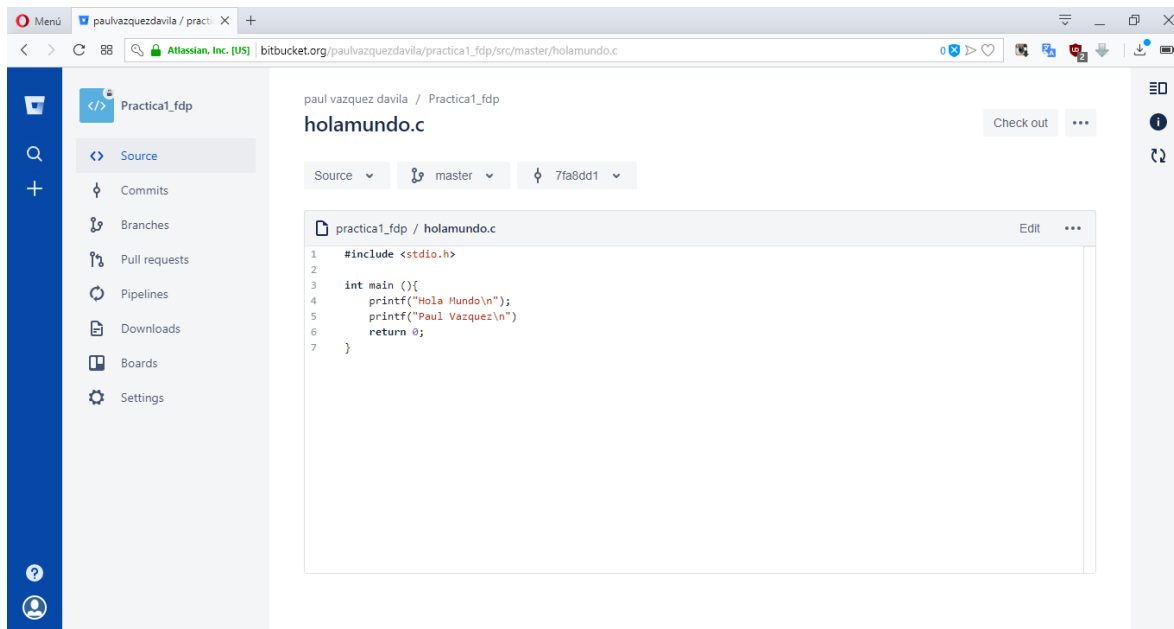 Menú
paulvazquezdavila / practi
Atlassian, Inc. [US]
bitbucket.org/paulvazquezdavila/practica1_fdp/src/master/holamundo.c
0
2
Practica1_fdp
Source
Commits
Branches
Pull requests
Pipelines
Downloads
Boards
Settings
paul vazquez davila / Practica1_fdp
holamundo.c
Check out
Source
master
7fa8dd1
practica1_fdp / holamundo.c
Edit
1 #include <stdio.h>
2
3 int main (){
4 printf("Hola Mundo\n");
5 printf("Paul Vazquez\n")
6 return 0;
7 }